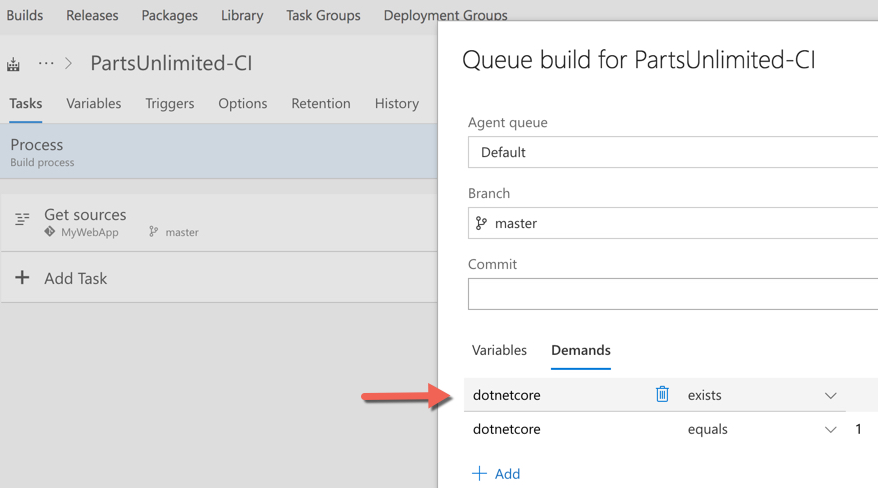 Builds Releases Packages Library Task Groups Deployment Groups
... > PartsUnlimited-CI
Tasks Variables Triggers Options Retention History
Process
Build process
Get sources
MyWebApp master
+ Add Task
Queue build for PartsUnlimited-CI
Agent queue
Default
Branch
master
Commit
Variables Demands
dotnetcore exists
dotnetcore equals 1
+ Add